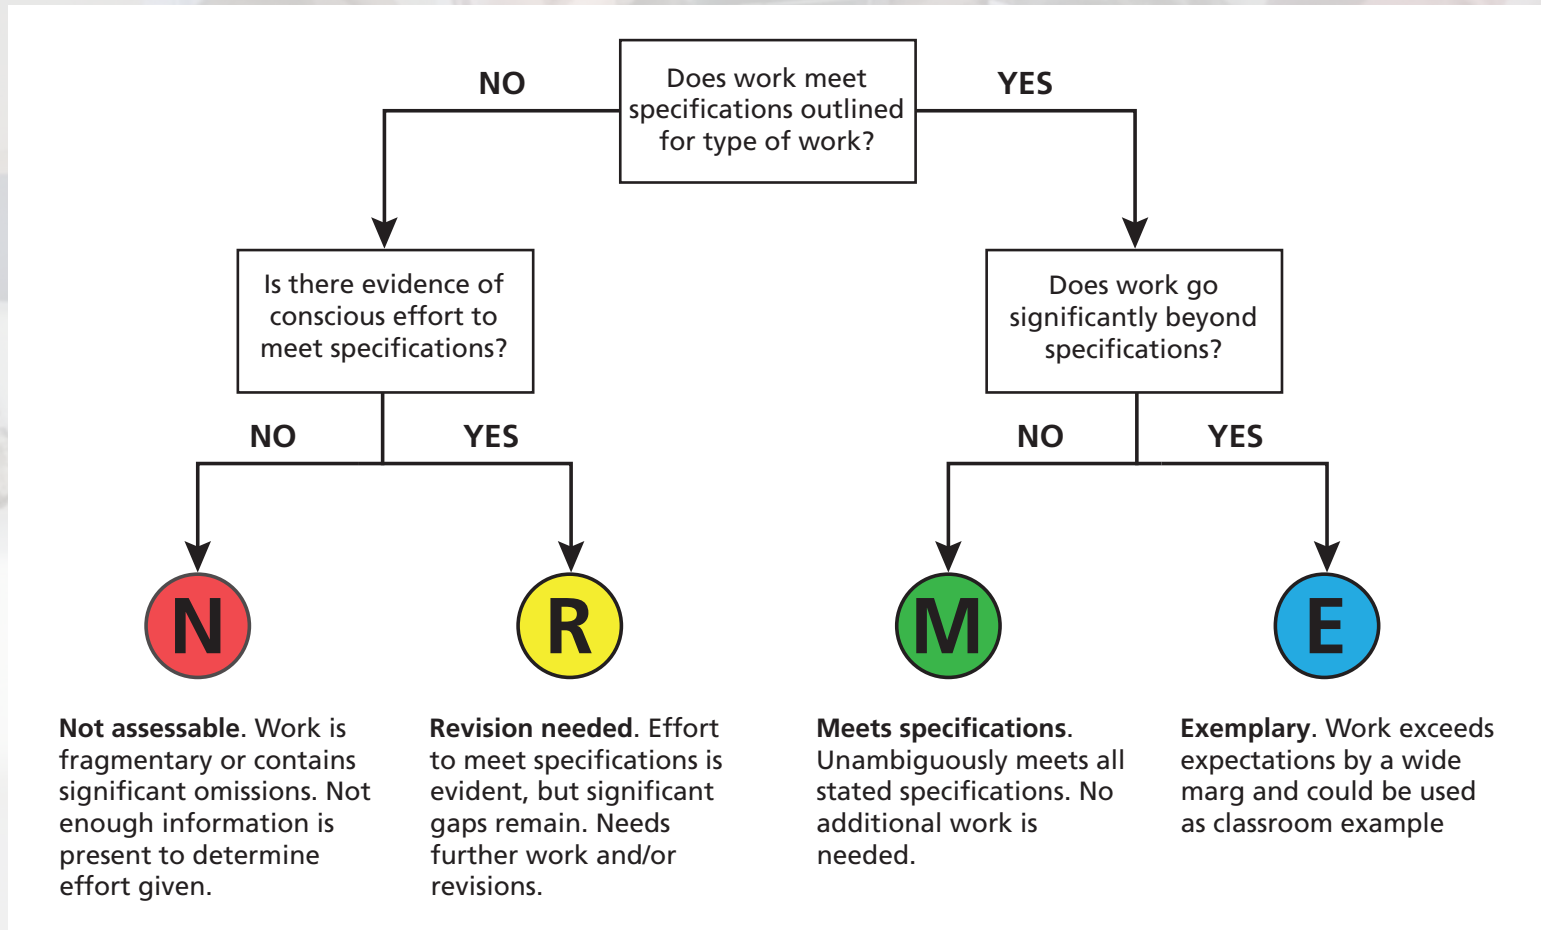 Does work meet
specifications outlined
for type of work?
NO
YES
Is there evidence of
conscious effort to
meet specifications?
Does work go
significantly beyond
specifications?
NO
YES
NO
YES
N
R
M
E
Not assessable. Work is
fragmentary or contains
significant omissions. Not
enough information is
present to determine
effort given.
Revision needed. Effort
to meet specifications is
evident, but significant
gaps remain. Needs
further work and/or
revisions.
Meets specifications.
Unambiguously meets all
stated specifications. No
additional work is
needed.
Exemplary. Work exceeds
expectations by a wide
marg and could be used
as classroom example